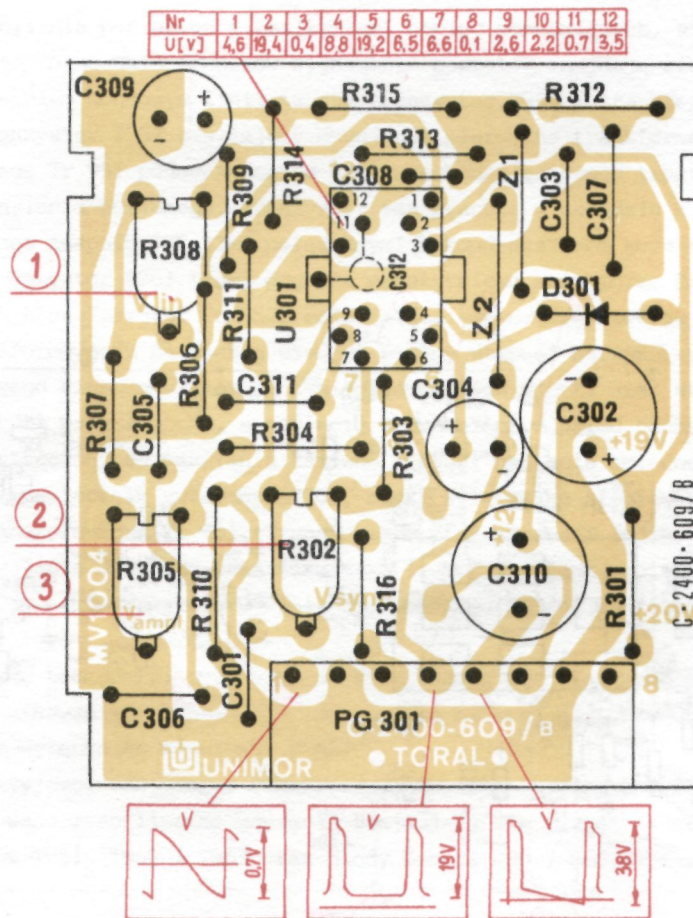 Nr 1 2 3 4 5 6 7 8 9 10 11 12
U[V] 4,6 19,4 0,4 8,8 19,2 6,5 6,6 0,1 2,6 2,2 0,7 3,5
C309
+
-
R315
R312
R314
R309
R313
C308
Z1
C303
C307
12 1
11 2
3
R308
1
Vlin
R311
U301
C312
D301
Z2
9 4
8 5
7 6
7
R306
R307
C305
C311
C304
C302
-
+
+
-
R304
R303
+19V
2
R302
+12V
+
C310
-
R305
3
Vampl
MV1004
R310
Vsyn
R316
R301
+20V
C-2400-609/B
C301
C306
1
8
PG 301
C-2400-609/B
UNIMOR
TORAL
V
0,7V
V
19V
V
38V